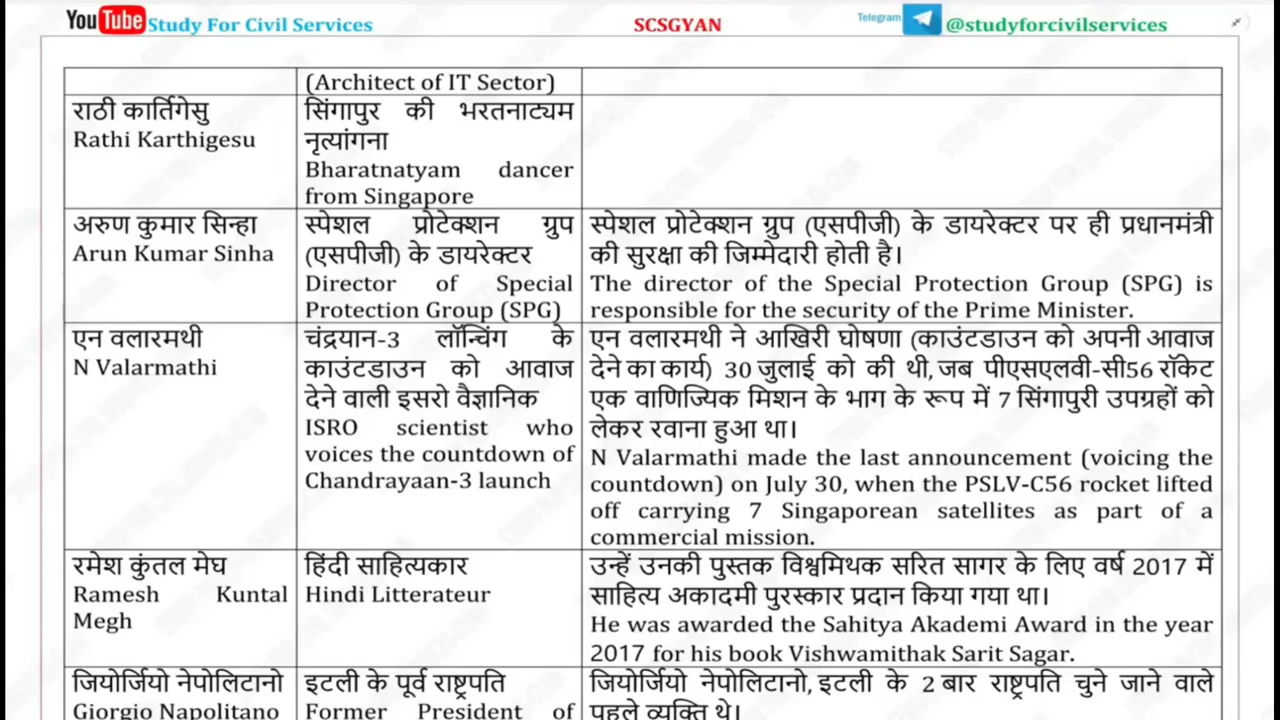 YouTube Study For Civil Services SCSGYAN Telegram @studyforcivilservices
(Architect of IT Sector)
राठी कार्तिगेसु
Rathi Karthigesu
सिंगापुर की भरतनाट्यम
नृत्यांगना
Bharatnatyam dancer
from Singapore
अरुण कुमार सिन्हा
Arun Kumar Sinha
स्पेशल प्रोटेक्शन ग्रुप
(एसपीजी) के डायरेक्टर
Director of Special
Protection Group (SPG)
स्पेशल प्रोटेक्शन ग्रुप (एसपीजी) के डायरेक्टर पर ही प्रधानमंत्री
की सुरक्षा की जिम्मेदारी होती है।
The director of the Special Protection Group (SPG) is
responsible for the security of the Prime Minister.
एन वलारमथी
N Valarmathi
चंद्रयान-3 लॉन्चिंग के
काउंटडाउन को आवाज
देने वाली इसरो वैज्ञानिक
ISRO scientist who
voices the countdown of
Chandrayaan-3 launch
एन वलारमथी ने आखिरी घोषणा (काउंटडाउन को अपनी आवाज
देने का कार्य) 30 जुलाई को की थी, जब पीएसएलवी-सी56 रॉकेट
एक वाणिज्यिक मिशन के भाग के रूप में 7 सिंगापुरी उपग्रहों को
लेकर रवाना हुआ था।
N Valarmathi made the last announcement (voicing the
countdown) on July 30, when the PSLV-C56 rocket lifted
off carrying 7 Singaporean satellites as part of a
commercial mission.
रमेश कुंतल मेघ
Ramesh Kuntal
Megh
हिंदी साहित्यकार
Hindi Litterateur
उन्हें उनकी पुस्तक विश्वमिथक सरित सागर के लिए वर्ष 2017 में
साहित्य अकादमी पुरस्कार प्रदान किया गया था।
He was awarded the Sahitya Akademi Award in the year
2017 for his book Vishwamithak Sarit Sagar.
जियोर्जियो नेपोलिटानो
Giorgio Napolitano
इटली के पूर्व राष्ट्रपति
Former President of
जियोर्जियो नेपोलिटानो, इटली के 2 बार राष्ट्रपति चुने जाने वाले
पहले व्यक्ति थे।